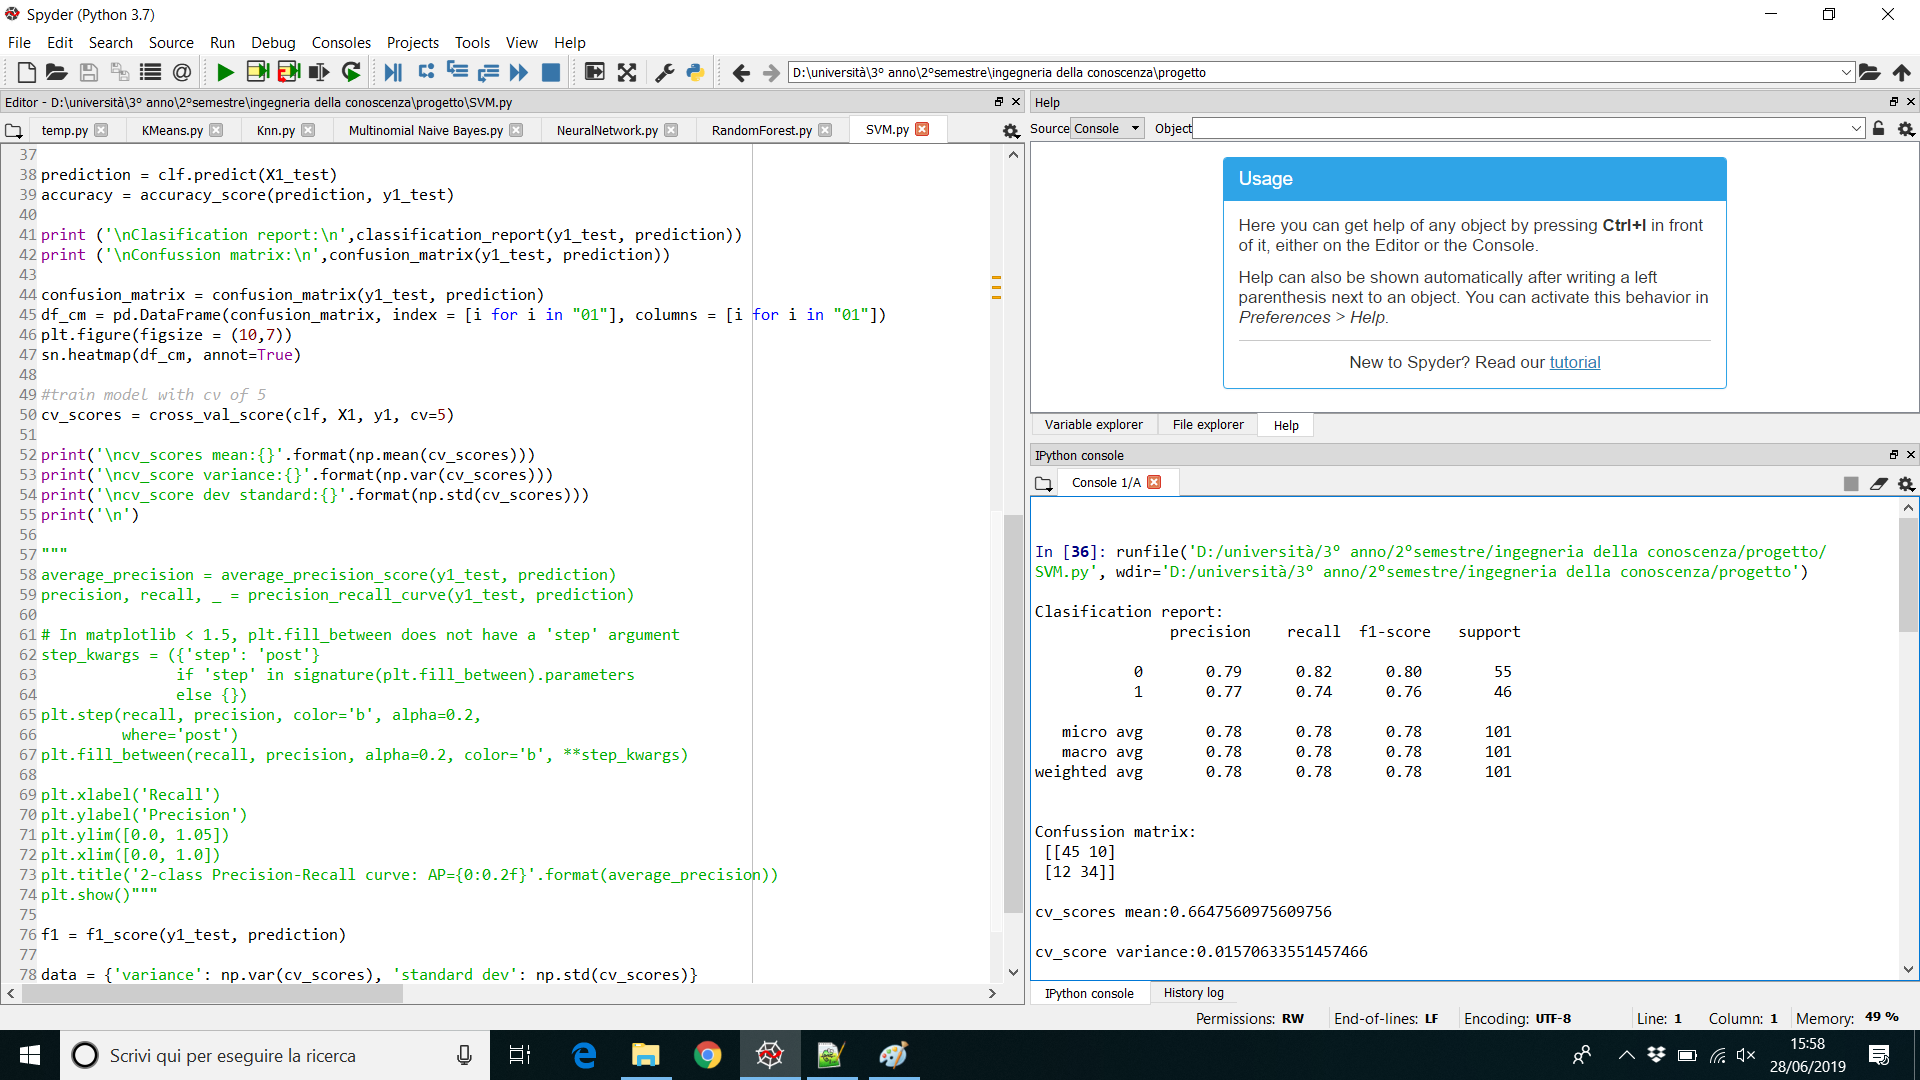 Spyder (Python 3.7)
File Edit Search Source Run Debug Consoles Projects Tools View Help
D:\università\3° anno\2°semestre\ingegneria della conoscenza\progetto
Editor - D:\università\3° anno\2°semestre\ingegneria della conoscenza\progetto\SVM.py
temp.py KMeans.py Knn.py Multinomial Naive Bayes.py NeuralNetwork.py RandomForest.py SVM.py
37
38 prediction = clf.predict(X1_test)
39 accuracy = accuracy_score(prediction, y1_test)
40
41 print ('\nClasification report:\n',classification_report(y1_test, prediction))
42 print ('\nConfussion matrix:\n',confusion_matrix(y1_test, prediction))
43
44 confusion_matrix = confusion_matrix(y1_test, prediction)
45 df_cm = pd.DataFrame(confusion_matrix, index = [i for i in "01"], columns = [i for i in "01"])
46 plt.figure(figsize = (10,7))
47 sn.heatmap(df_cm, annot=True)
48
49 #train model with cv of 5
50 cv_scores = cross_val_score(clf, X1, y1, cv=5)
51
52 print('\ncv_scores mean:{}'.format(np.mean(cv_scores)))
53 print('\ncv_score variance:{}'.format(np.var(cv_scores)))
54 print('\ncv_score dev standard:{}'.format(np.std(cv_scores)))
55 print('\n')
56
57 """
58 average_precision = average_precision_score(y1_test, prediction)
59 precision, recall, _ = precision_recall_curve(y1_test, prediction)
60
61 # In matplotlib < 1.5, plt.fill_between does not have a 'step' argument
62 step_kwargs = ({'step': 'post'}
63 if 'step' in signature(plt.fill_between).parameters
64 else {})
65 plt.step(recall, precision, color='b', alpha=0.2,
66 where='post')
67 plt.fill_between(recall, precision, alpha=0.2, color='b', **step_kwargs)
68
69 plt.xlabel('Recall')
70 plt.ylabel('Precision')
71 plt.ylim([0.0, 1.05])
72 plt.xlim([0.0, 1.0])
73 plt.title('2-class Precision-Recall curve: AP={0:0.2f}'.format(average_precision))
74 plt.show()"""
75
76 f1 = f1_score(y1_test, prediction)
77
78 data = {'variance': np.var(cv_scores), 'standard dev': np.std(cv_scores)}
Help
Source Console Object
Usage
Here you can get help of any object by pressing Ctrl+I in front
of it, either on the Editor or the Console.
Help can also be shown automatically after writing a left
parenthesis next to an object. You can activate this behavior in
Preferences > Help.
New to Spyder? Read our tutorial
Variable explorer File explorer Help
IPython console
Console 1/A
In [36]: runfile('D:/università/3° anno/2°semestre/ingegneria della conoscenza/progetto/
SVM.py', wdir='D:/università/3° anno/2°semestre/ingegneria della conoscenza/progetto')
Clasification report:
precision recall f1-score support
0 0.79 0.82 0.80 55
1 0.77 0.74 0.76 46
micro avg 0.78 0.78 0.78 101
macro avg 0.78 0.78 0.78 101
weighted avg 0.78 0.78 0.78 101
Confussion matrix:
[[45 10]
[12 34]]
cv_scores mean:0.6647560975609756
cv_score variance:0.01570633551457466
IPython console History log
Permissions: RW End-of-lines: LF Encoding: UTF-8 Line: 1 Column: 1 Memory: 49 %
Scrivi qui per eseguire la ricerca
15:58
28/06/2019